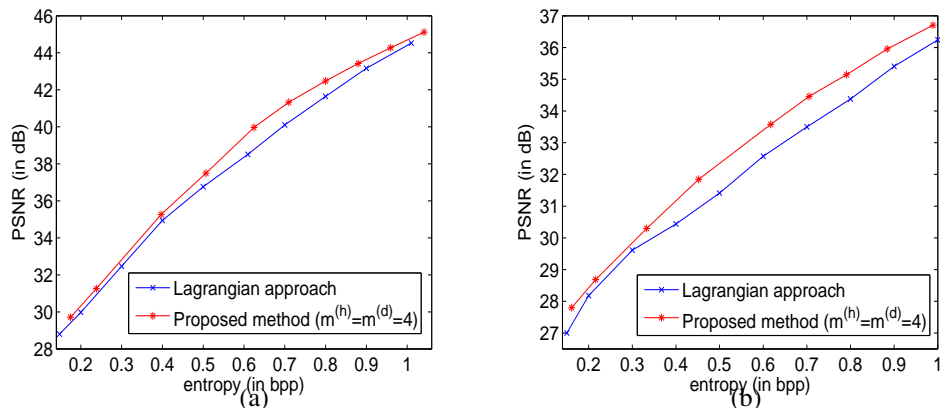 46
44
42
40
38
36
34
32
30
28
PSNR (in dB)
Lagrangian approach
Proposed method (m^(h)=m^(d)=4)
0.2 0.3 0.4 0.5 0.6 0.7 0.8 0.9 1
entropy (in bpp)
(a)
37
36
35
34
33
32
31
30
29
28
27
PSNR (in dB)
Lagrangian approach
Proposed method (m^(h)=m^(d)=4)
0.2 0.3 0.4 0.5 0.6 0.7 0.8 0.9 1
entropy (in bpp)
(b)